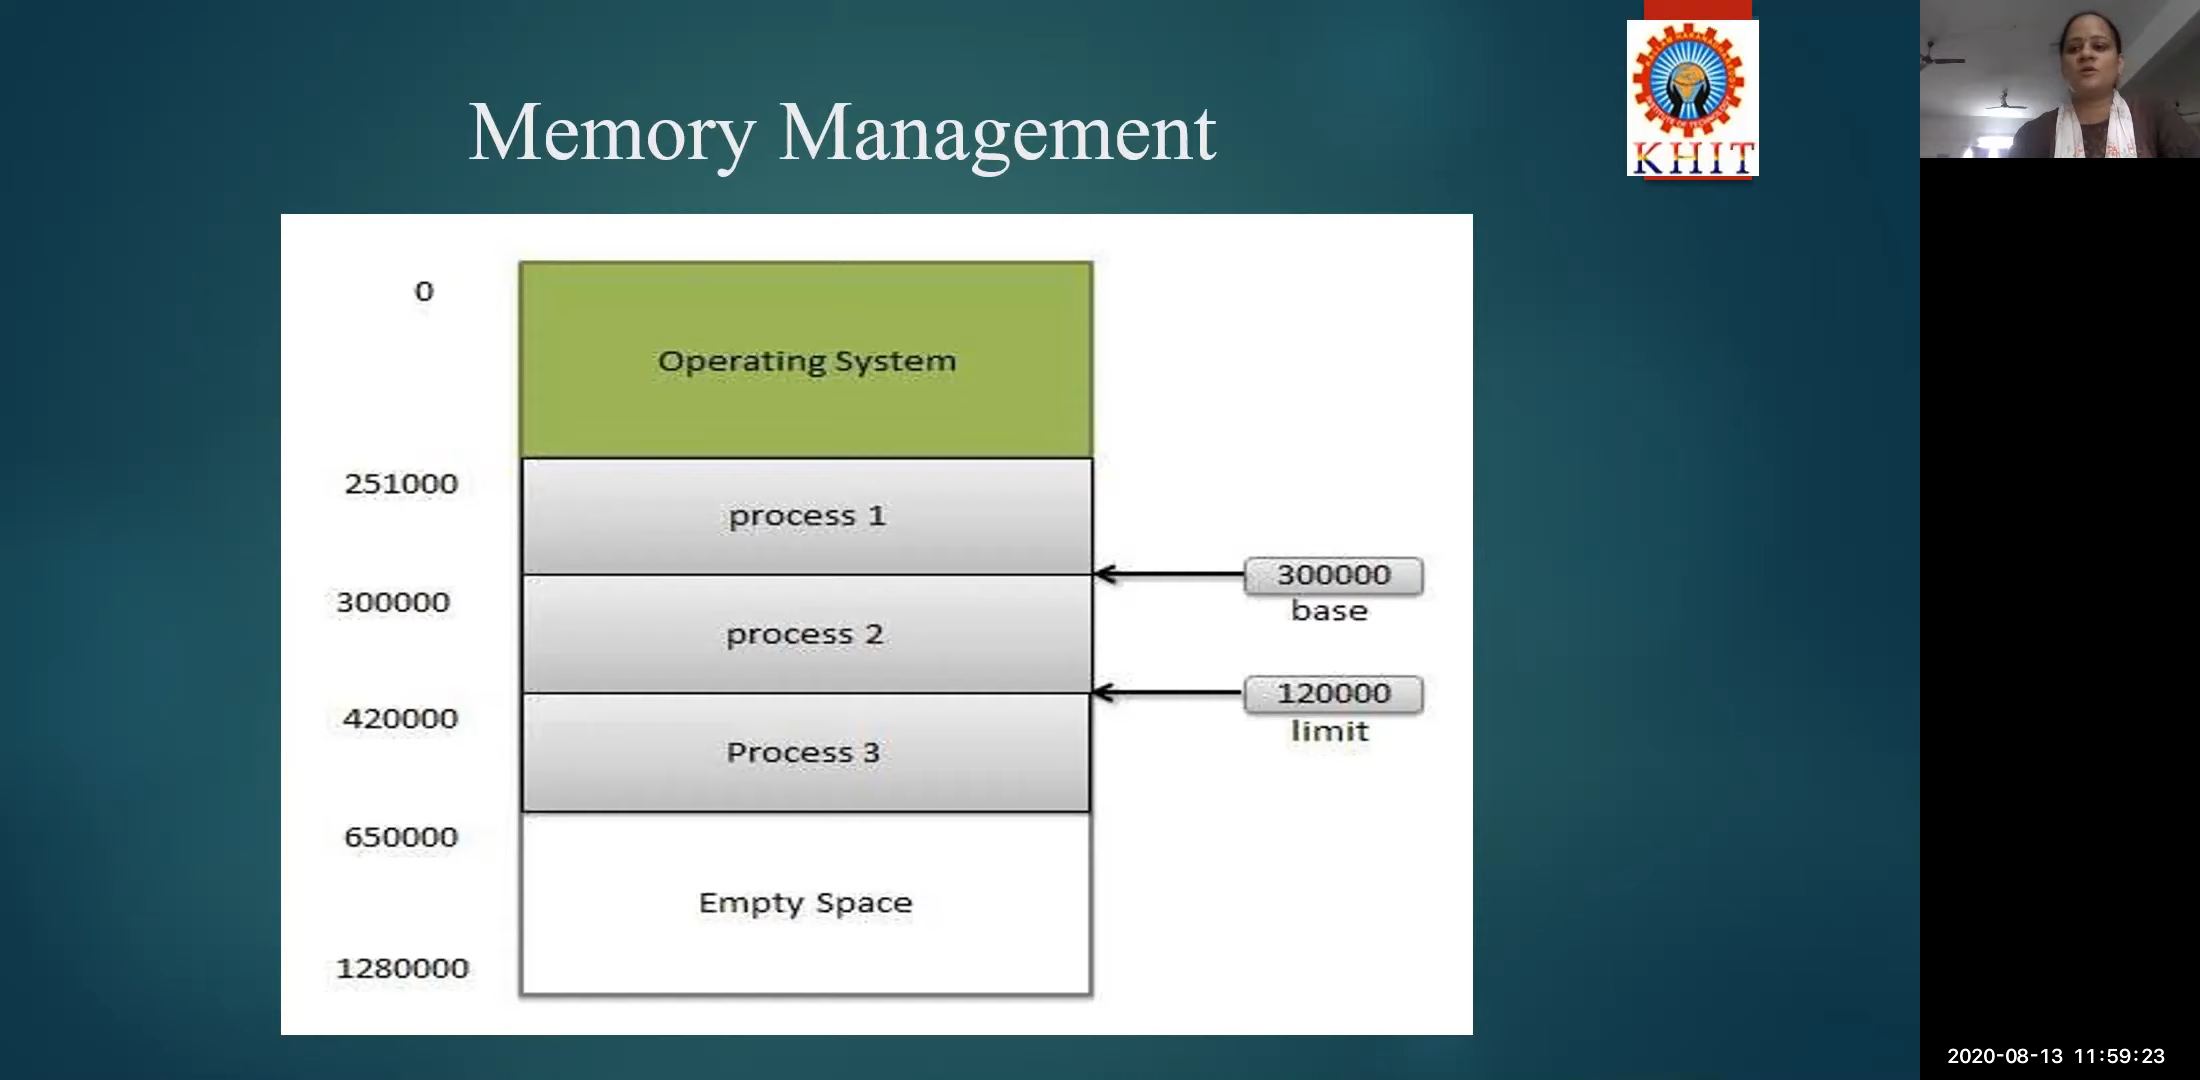 Memory Management
KHIT
0
Operating System
251000
process 1
300000
base
300000
process 2
120000
limit
420000
Process 3
650000
Empty Space
1280000
2020-08-13 11:59:23